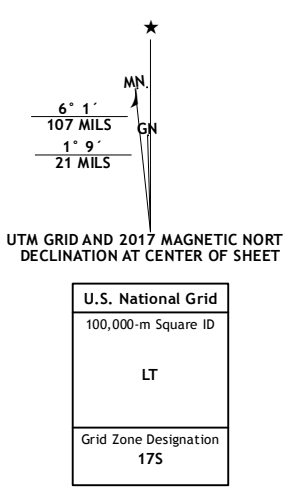 ★
MN.
6° 1´
107 MILS
GN
1° 9´
21 MILS
UTM GRID AND 2017 MAGNETIC NORT
DECLINATION AT CENTER OF SHEET
U.S. National Grid
100,000-m Square ID
LT
Grid Zone Designation
17S